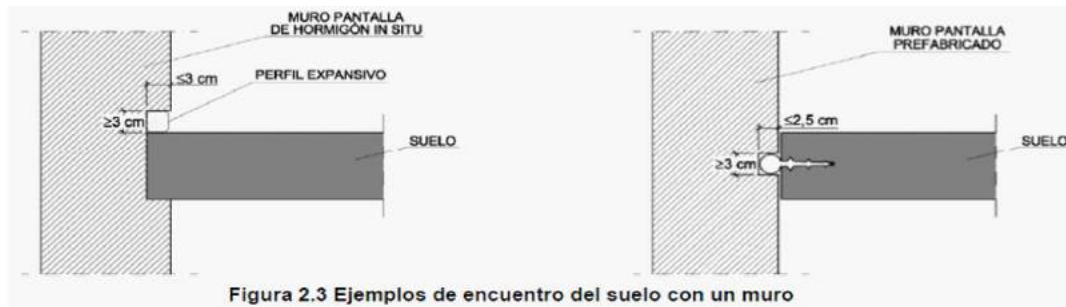 MURO PANTALLA
DE HORMIGÓN IN SITU
≤3 cm
PERFIL EXPANSIVO
≥3 cm
SUELO
MURO PANTALLA
PREFABRICADO
≤2,5 cm
≥3 cm
SUELO
Figura 2.3 Ejemplos de encuentro del suelo con un muro